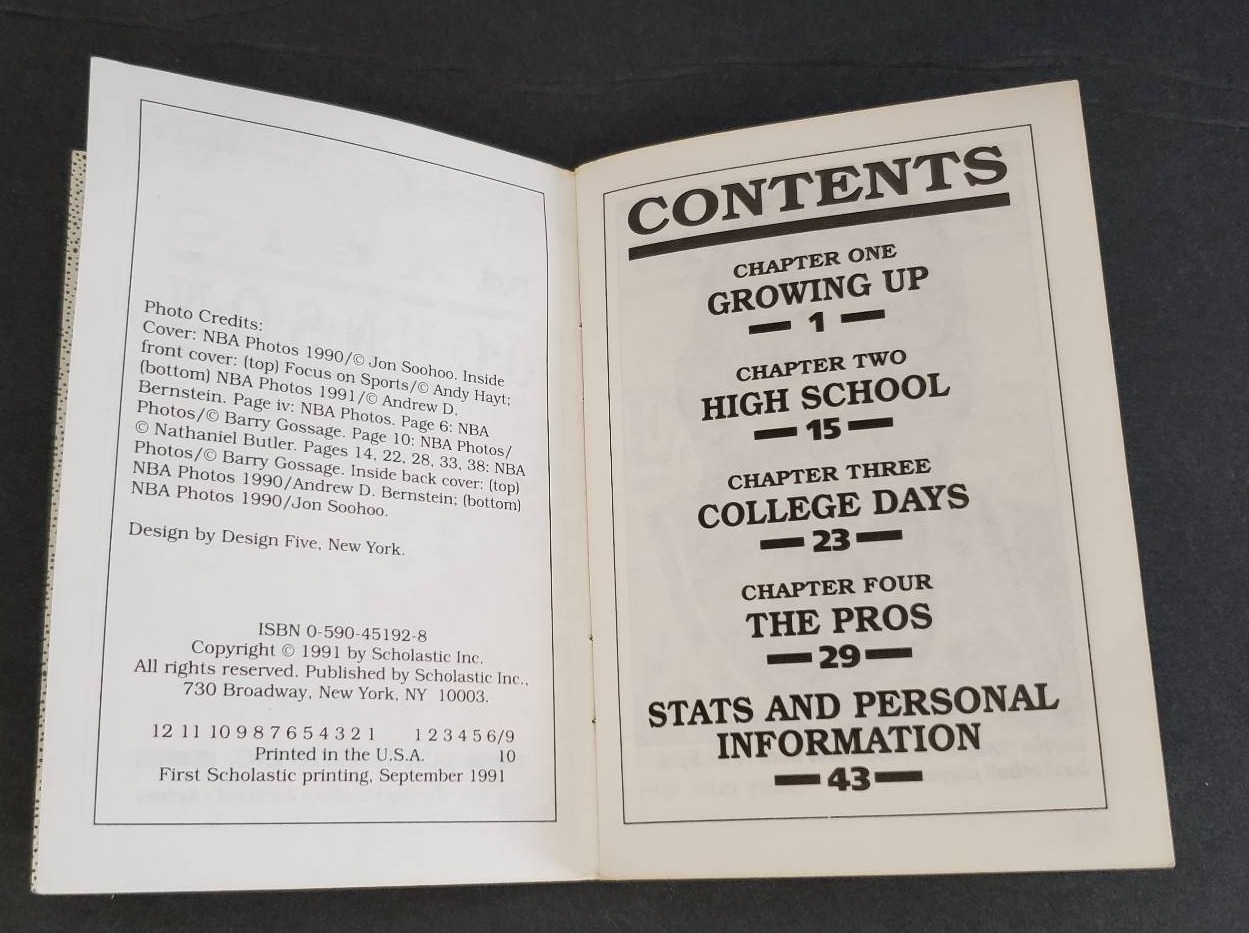 Photo Credits:
Cover: NBA Photos 1990/© Jon Soohoo. Inside
front cover: (top) Focus on Sports/© Andy Hayt;
(bottom) NBA Photos 1991/© Andrew D.
Bernstein. Page iv: NBA Photos. Page 6: NBA
Photos/© Barry Gossage. Page 10: NBA Photos/
© Nathaniel Butler. Pages 14, 22, 28, 33, 38: NBA
Photos/© Barry Gossage. Inside back cover: (top)
NBA Photos 1990/Andrew D. Bernstein; (bottom)
NBA Photos 1990/Jon Soohoo.
Design by Design Five, New York.
ISBN 0-590-45192-8
Copyright © 1991 by Scholastic Inc.
All rights reserved. Published by Scholastic Inc.,
730 Broadway, New York, NY 10003.
12 11 10 9 8 7 6 5 4 3 2 1 1 2 3 4 5 6/9
Printed in the U.S.A. 10
First Scholastic printing, September 1991
CONTENTS
CHAPTER ONE
GROWING UP
1
CHAPTER TWO
HIGH SCHOOL
15
CHAPTER THREE
COLLEGE DAYS
23
CHAPTER FOUR
THE PROS
29
STATS AND PERSONAL
INFORMATION
43